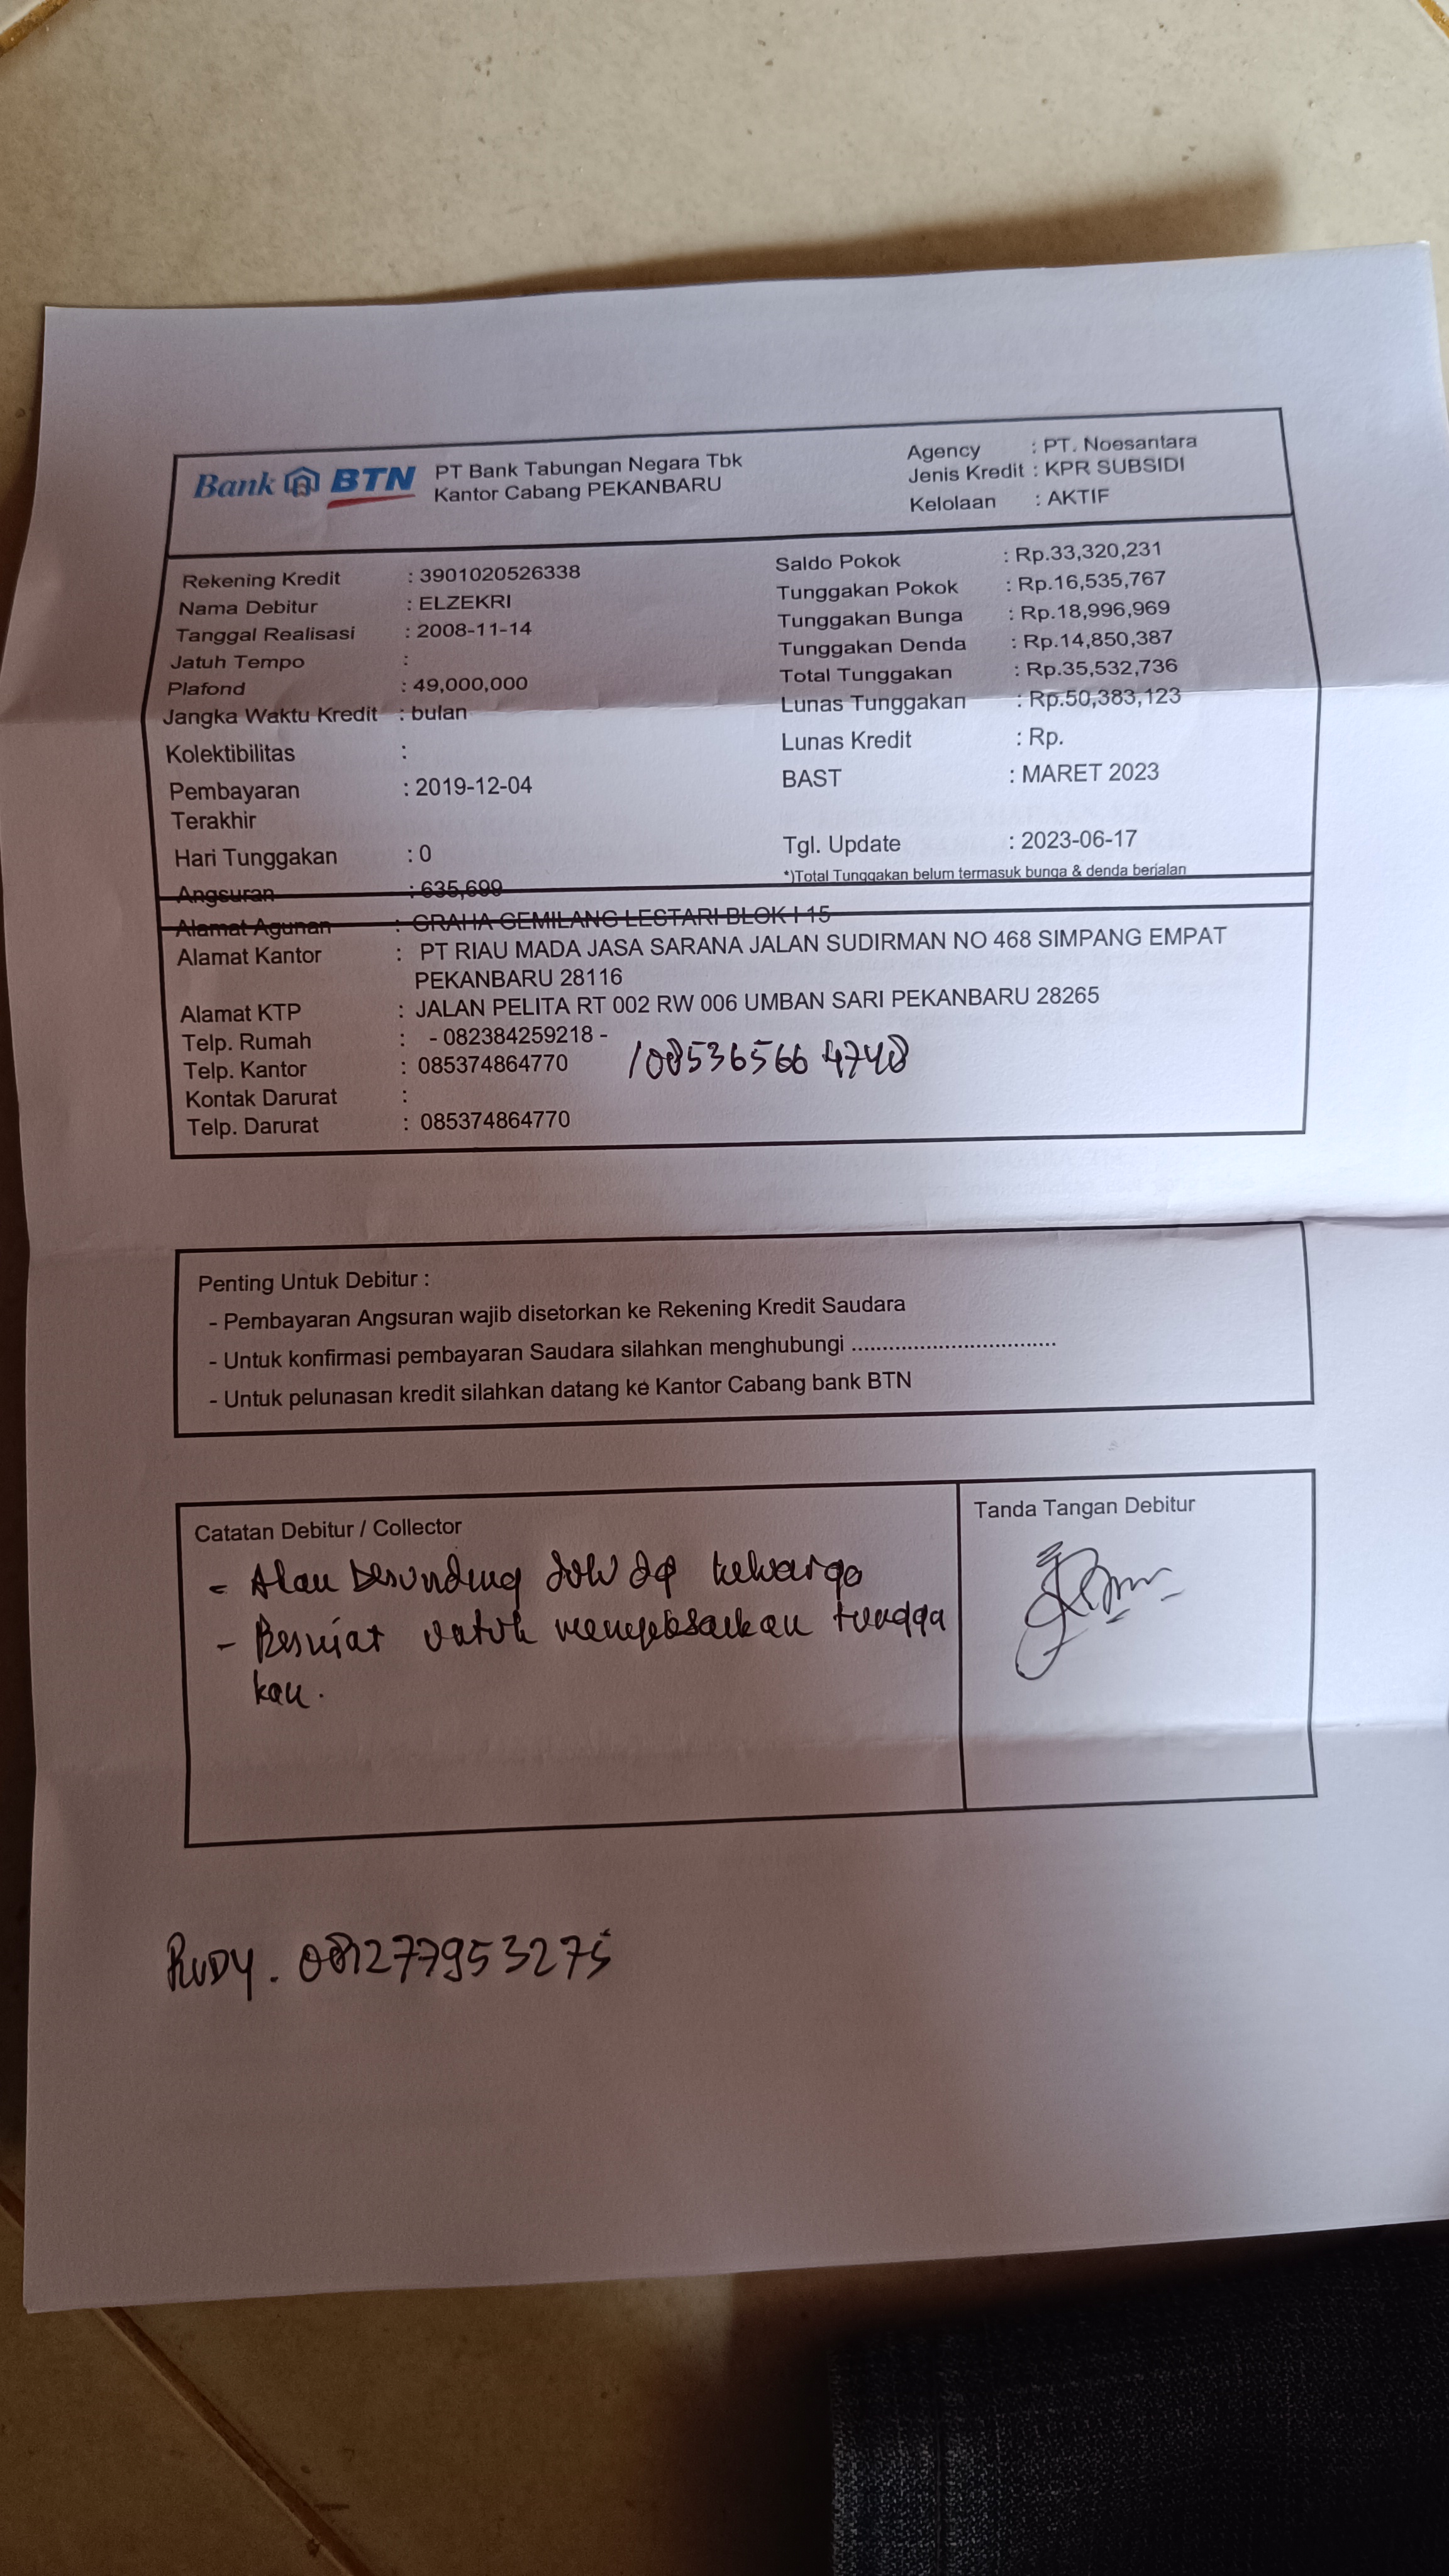 Bank BTN PT Bank Tabungan Negara Tbk
Kantor Cabang PEKANBARU
Agency : PT. Noesantara
Jenis Kredit : KPR SUBSIDI
Kelolaan : AKTIF
Rekening Kredit : 3901020526338
Nama Debitur : ELZEKRI
Tanggal Realisasi : 2008-11-14
Jatuh Tempo :
Plafond : 49,000,000
Jangka Waktu Kredit : bulan
Kolektibilitas :
Pembayaran : 2019-12-04
Terakhir
Hari Tunggakan : 0
Angsuran : 635,699
Saldo Pokok : Rp.33,320,231
Tunggakan Pokok : Rp.16,535,767
Tunggakan Bunga : Rp.18,996,969
Tunggakan Denda : Rp.14,850,387
Total Tunggakan : Rp.35,532,736
Lunas Tunggakan : Rp.50,383,123
Lunas Kredit : Rp.
BAST : MARET 2023
Tgl. Update : 2023-06-17
*)Total Tunggakan belum termasuk bunga & denda berjalan
Alamat Agunan : GRAHA GEMILANG LESTARI BLOK I 15
Alamat Kantor : PT RIAU MADA JASA SARANA JALAN SUDIRMAN NO 468 SIMPANG EMPAT
PEKANBARU 28116
Alamat KTP : JALAN PELITA RT 002 RW 006 UMBAN SARI PEKANBARU 28265
Telp. Rumah : - 082384259218 -
Telp. Kantor : 085374864770 /085365664748
Kontak Darurat :
Telp. Darurat : 085374864770
Penting Untuk Debitur :
- Pembayaran Angsuran wajib disetorkan ke Rekening Kredit Saudara
- Untuk konfirmasi pembayaran Saudara silahkan menghubungi .................................
- Untuk pelunasan kredit silahkan datang ke Kantor Cabang bank BTN
Catatan Debitur / Collector
- Akan berunding dolu dg keluarga
- Berniat untuk menyelesaikan tungga
kan.
Tanda Tangan Debitur
RUDY. 081277953275